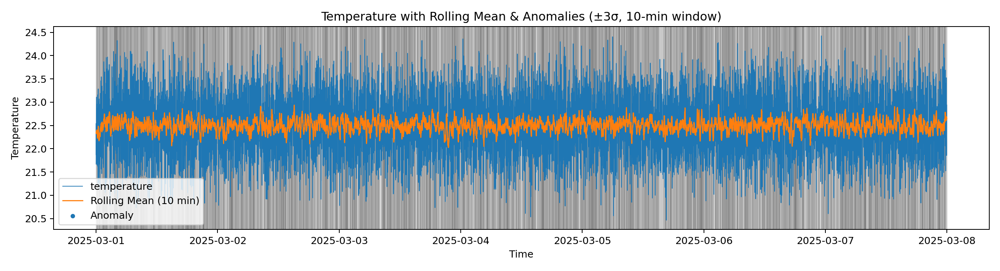 Temperature with Rolling Mean & Anomalies (±3σ, 10-min window)
24.5
24.0
23.5
23.0
22.5
22.0
21.5
21.0
20.5
Temperature
temperature
Rolling Mean (10 min)
Anomaly
2025-03-01 2025-03-02 2025-03-03 2025-03-04 2025-03-05 2025-03-06 2025-03-07 2025-03-08
Time